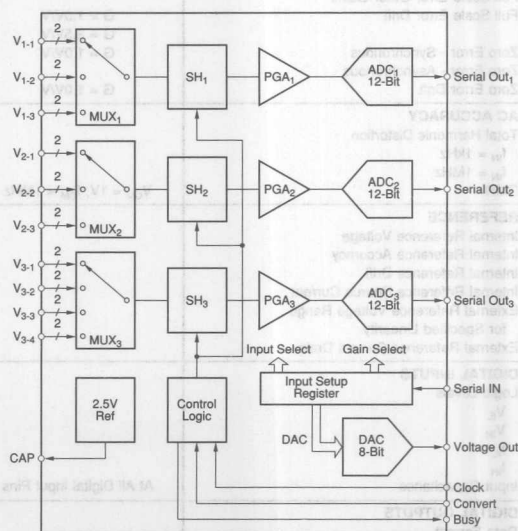 V1-1
2
V1-2
2
V1-3
2
MUX1
SH1
PGA1
ADC1
12-Bit
Serial Out1
V2-1
2
V2-2
2
V2-3
2
MUX2
SH2
PGA2
ADC2
12-Bit
Serial Out2
V3-1
2
V3-2
2
V3-3
2
V3-4
2
MUX3
SH3
PGA3
ADC3
12-Bit
Serial Out3
Input Select
Gain Select
2.5V
Ref
Control
Logic
Input Setup
Register
Serial IN
DAC
DAC
8-Bit
Voltage Out
CAP
Clock
Convert
Busy